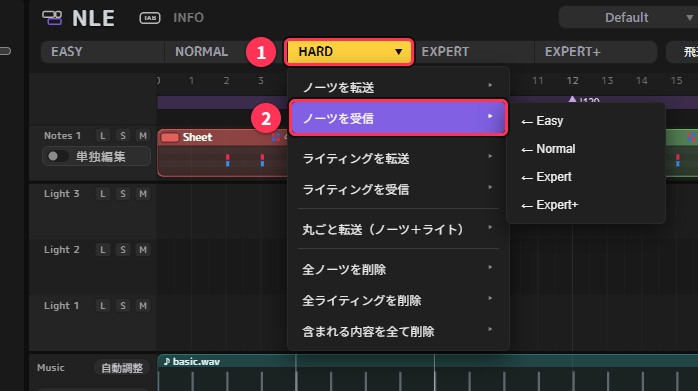 NLE IAB INFO Default
EASY NORMAL 1 HARD ▼ EXPERT EXPERT+
1 2 3 11 12 13 14 15
ノーツを転送
2 ノーツを受信
← Easy
← Normal
← Expert
← Expert+
ライティングを転送
ライティングを受信
丸ごと転送（ノーツ＋ライト）
全ノーツを削除
全ライティングを削除
含まれる内容を全て削除
Notes 1 L S M
単独編集
Sheet
Light 3 L S M
Light 2 L S M
Light 1 L S M
Music 自動調整
♪ basic.wav